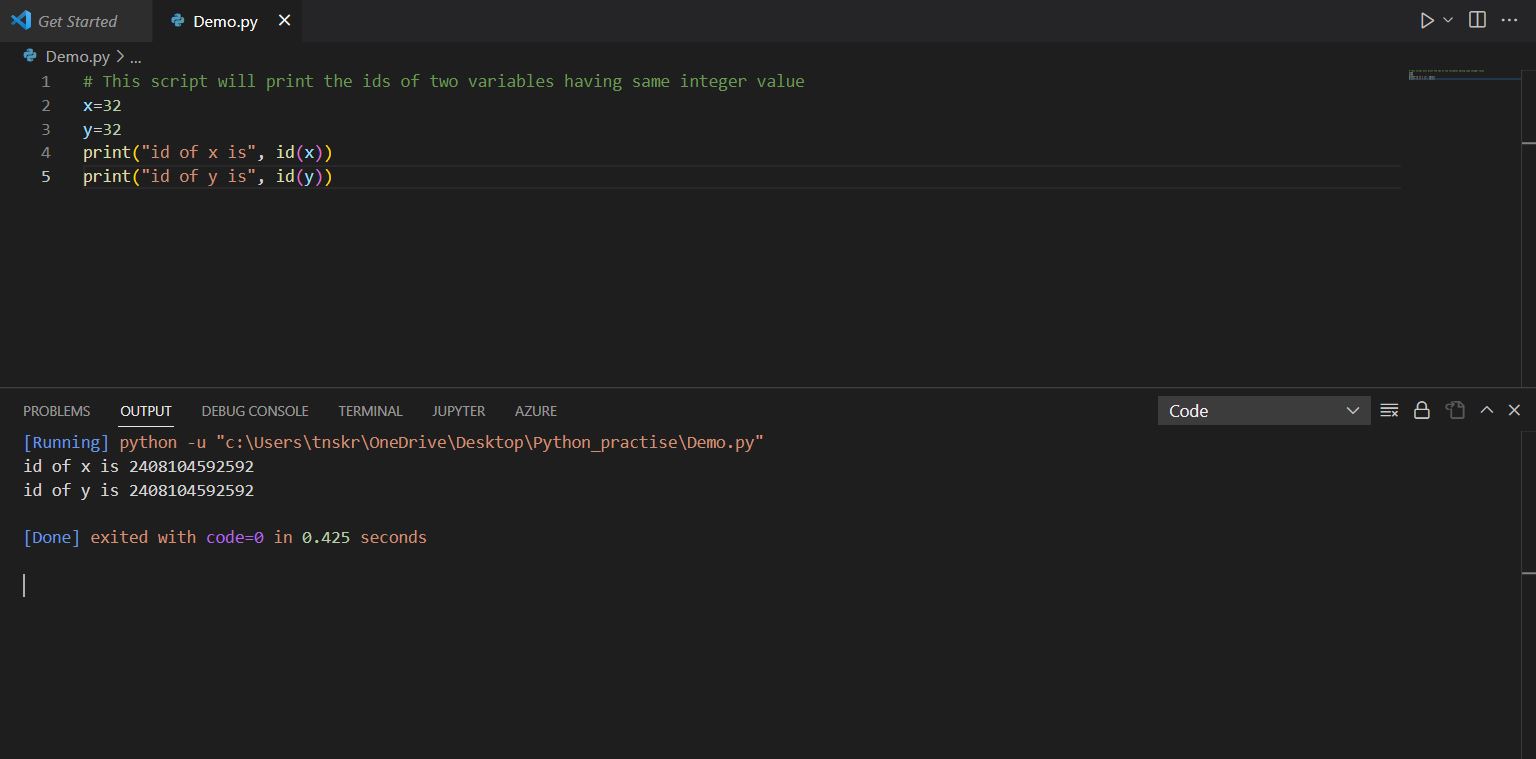 Get Started Demo.py
Demo.py > ...
1 # This script will print the ids of two variables having same integer value
2 x=32
3 y=32
4 print("id of x is", id(x))
5 print("id of y is", id(y))
PROBLEMS OUTPUT DEBUG CONSOLE TERMINAL JUPYTER AZURE Code
[Running] python -u "c:\Users\tnskr\OneDrive\Desktop\Python_practise\Demo.py"
id of x is 2408104592592
id of y is 2408104592592
[Done] exited with code=0 in 0.425 seconds